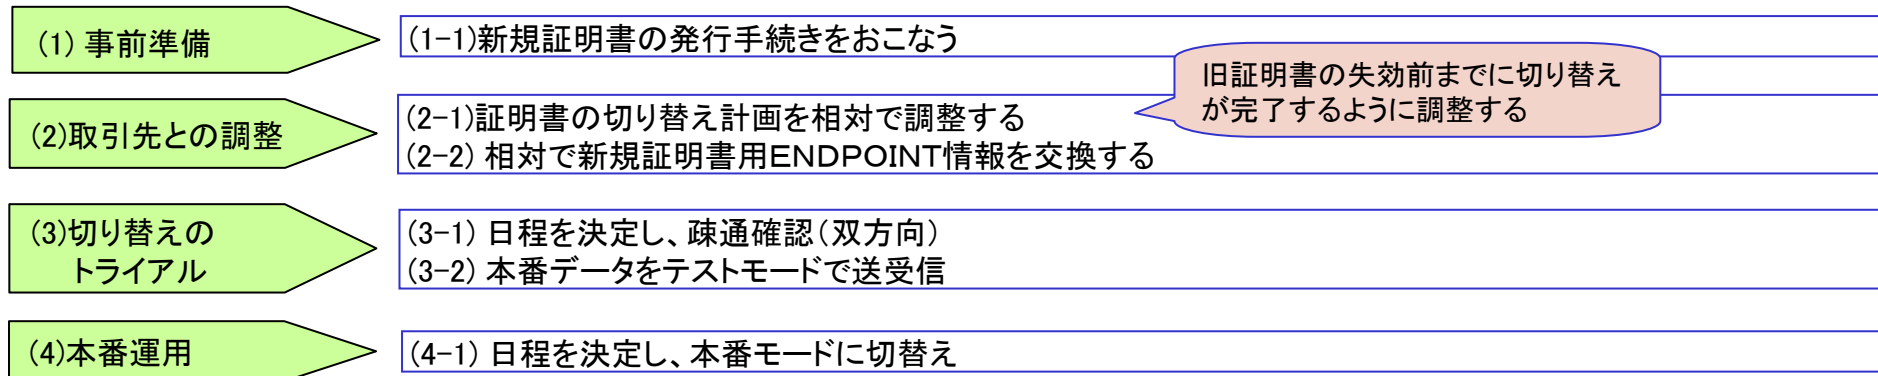 (1) 事前準備
(1-1)新規証明書の発行手続きをおこなう
旧証明書の失効前までに切り替え
が完了するように調整する
(2)取引先との調整
(2-1)証明書の切り替え計画を相対で調整する
(2-2) 相対で新規証明書用ENDPOINT情報を交換する
(3)切り替えの
トライアル
(3-1) 日程を決定し、疎通確認(双方向)
(3-2) 本番データをテストモードで送受信
(4)本番運用
(4-1) 日程を決定し、本番モードに切替え